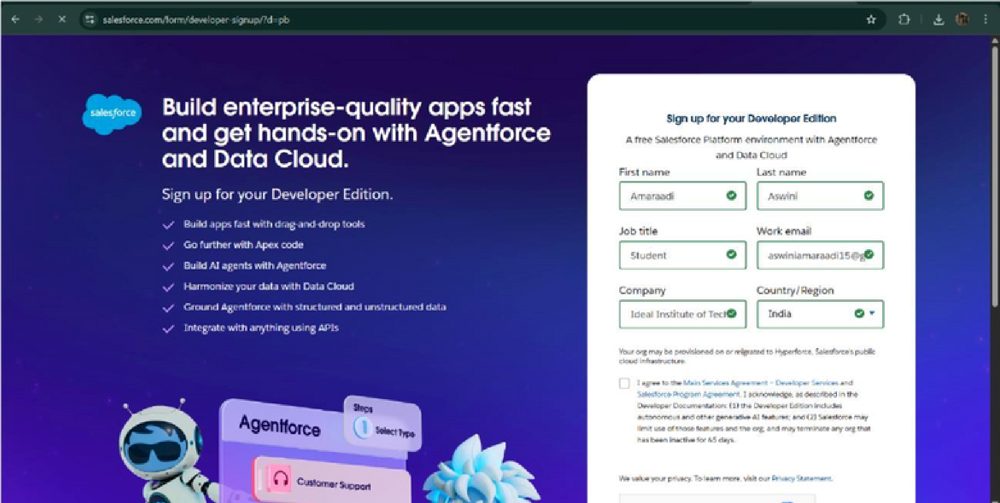 salesforce.com/form/developer-signup/?d=pb
salesforce
Build enterprise-quality apps fast
and get hands-on with Agentforce
and Data Cloud.
Sign up for your Developer Edition.
Build apps fast with drag-and-drop tools
Go further with Apex code
Build AI agents with Agentforce
Harmonize your data with Data Cloud
Ground Agentforce with structured and unstructured data
Integrate with anything using APIs
Agentforce
Steps
1
Select Type
Customer Support
Sign up for your Developer Edition
A free Salesforce Platform environment with Agentforce
and Data Cloud
First name Last name
Amaraadi Aswini
Job title Work email
Student aswiniamaraadi15@g
Company Country/Region
Ideal Institute of Tech India
Your org may be provisioned on or migrated to Hyperforce, Salesforce's public
cloud infrastructure.
I agree to the Main Services Agreement – Developer Services and
Salesforce Program Agreement. I acknowledge, as described in the
Developer Documentation: (1) the Developer Edition includes
autonomous and other generative AI features; and (2) Salesforce may
limit use of those features and the org, and may terminate any org that
has been inactive for 45 days.
We value your privacy. To learn more, visit our Privacy Statement.